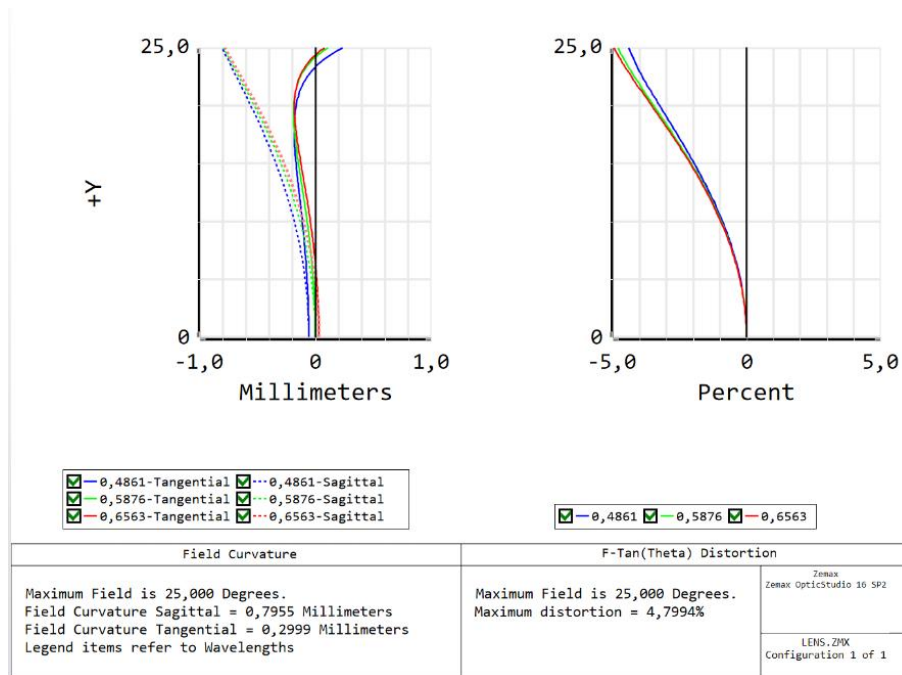 25,0
25,0
+Y
0
0
-1,0 0 1,0
-5,0 0 5,0
Millimeters
Percent
0,4861-Tangential 0,4861-Sagittal
0,5876-Tangential 0,5876-Sagittal
0,6563-Tangential 0,6563-Sagittal
0,4861 0,5876 0,6563
Field Curvature
F-Tan(Theta) Distortion
Maximum Field is 25,000 Degrees.
Field Curvature Sagittal = 0,7955 Millimeters
Field Curvature Tangential = 0,2999 Millimeters
Legend items refer to Wavelengths
Maximum Field is 25,000 Degrees.
Maximum distortion = 4,7994%
Zemax
Zemax OpticStudio 16 SP2
LENS.ZMX
Configuration 1 of 1